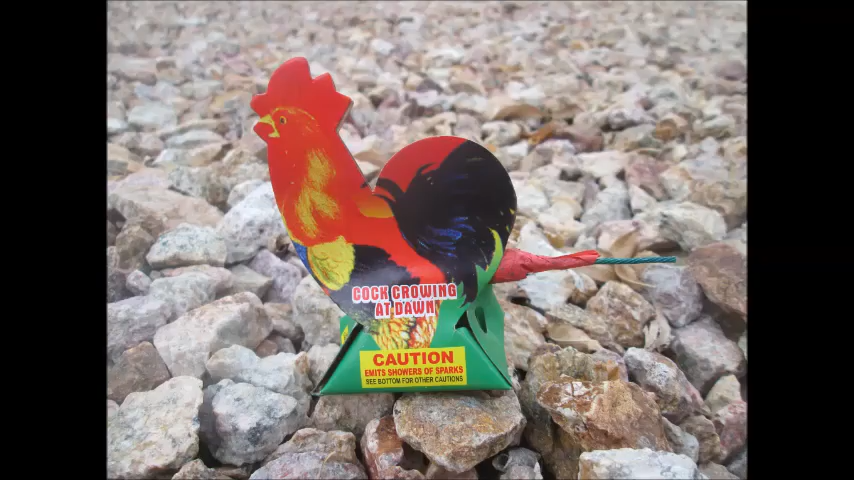 COCK CROWING
AT DAWN
CAUTION
EMITS SHOWERS OF SPARKS
SEE BOTTOM FOR OTHER CAUTIONS